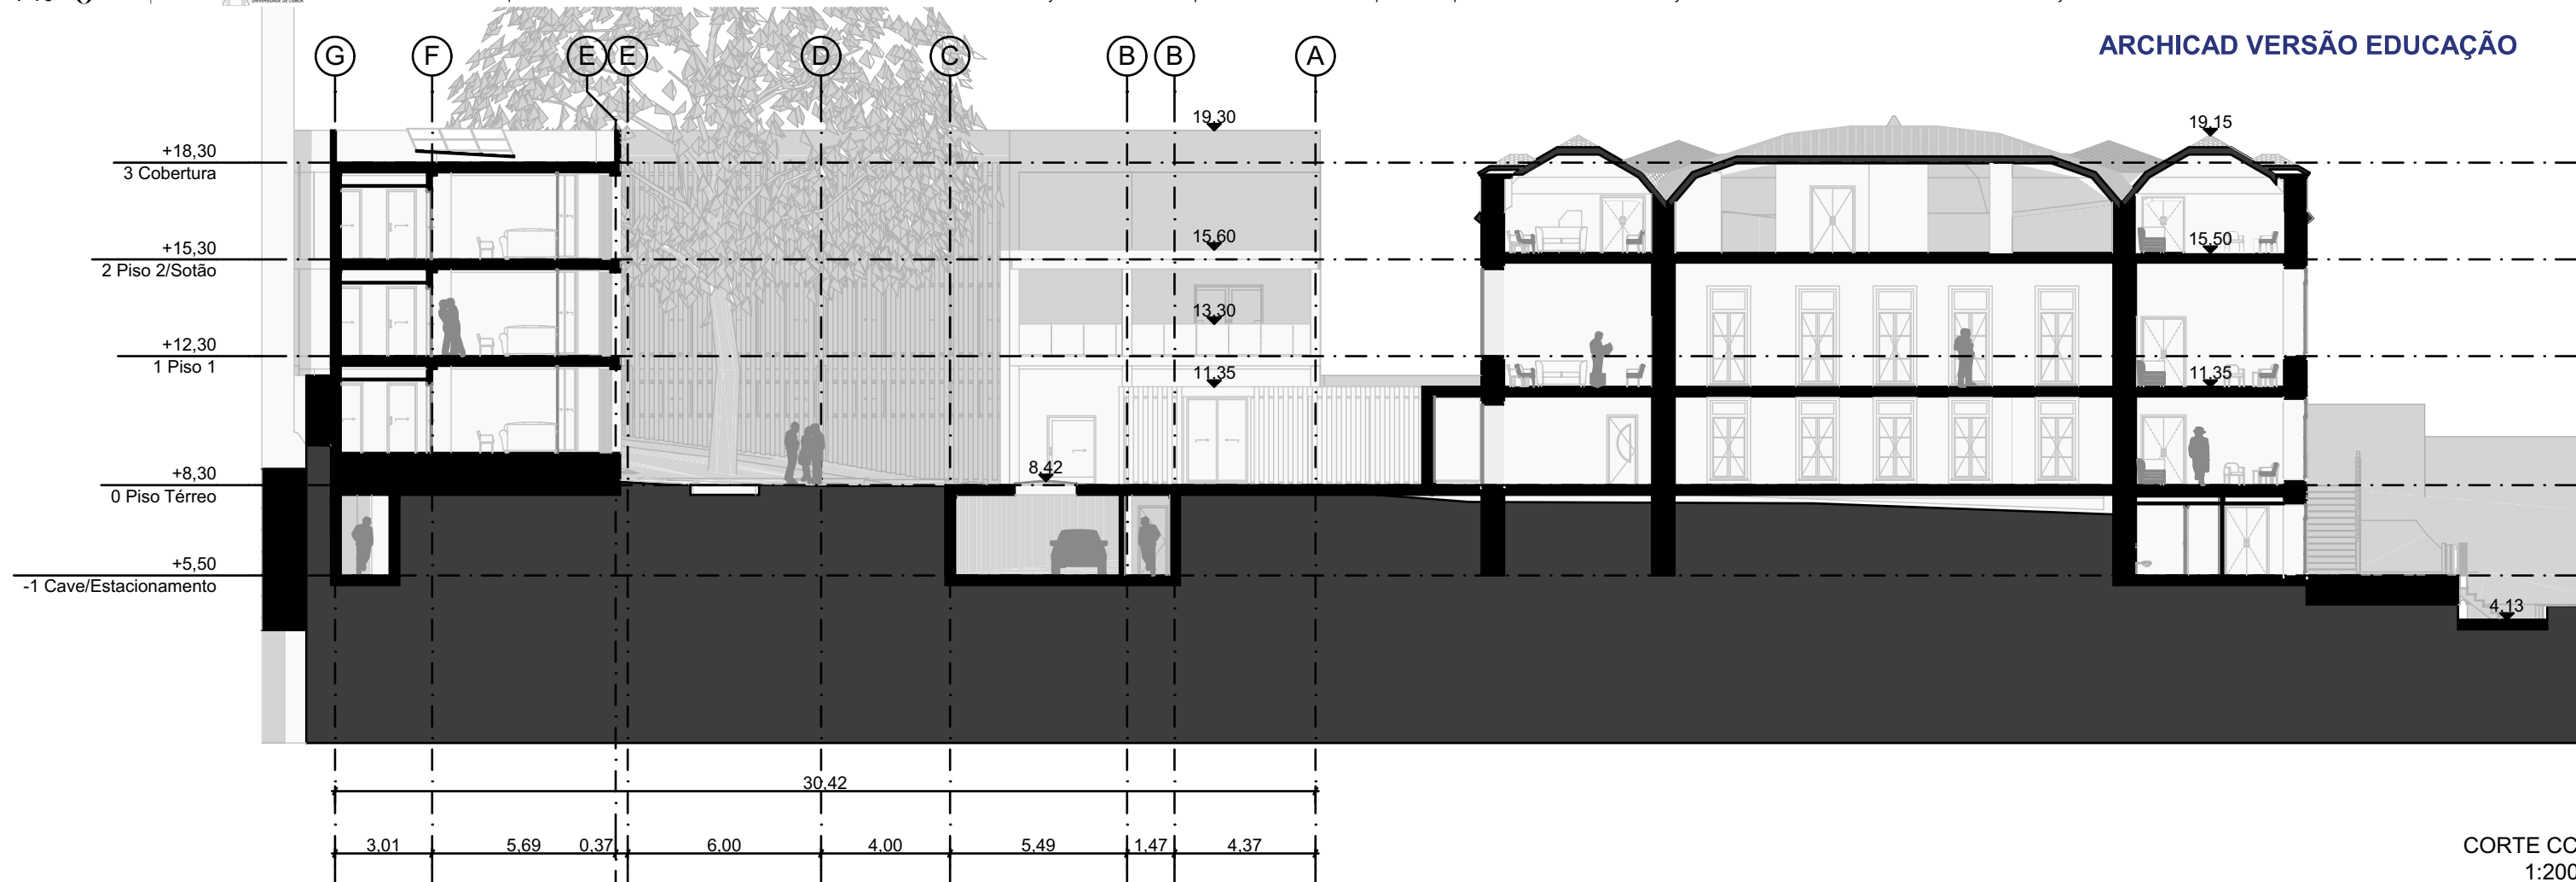 ARCHICAD VERSÃO EDUCAÇÃO
G F E E D C B B A
19,30
19,15
+18,30
3 Cobertura
15,60
15,50
+15,30
2 Piso 2/Sotão
13,30
+12,30
1 Piso 1
11,35
11,35
+8,30
0 Piso Térreo
8,42
+5,50
-1 Cave/Estacionamento
4,13
30,42
3,01 5,69 0,37 6,00 4,00 5,49 1,47 4,37
CORTE CC
1:200